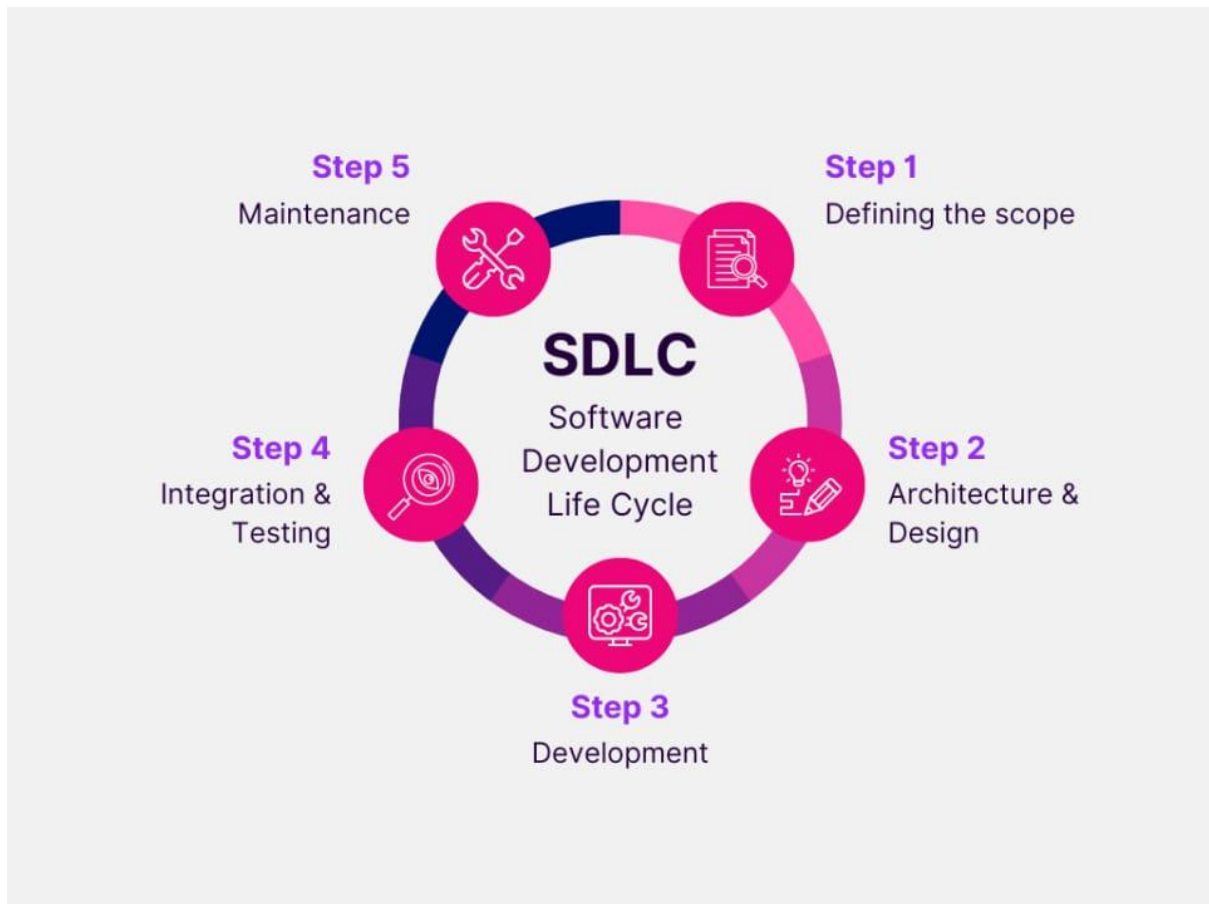 SDLC
Software
Development
Life Cycle
Step 1
Defining the scope
Step 2
Architecture &
Design
Step 3
Development
Step 4
Integration &
Testing
Step 5
Maintenance